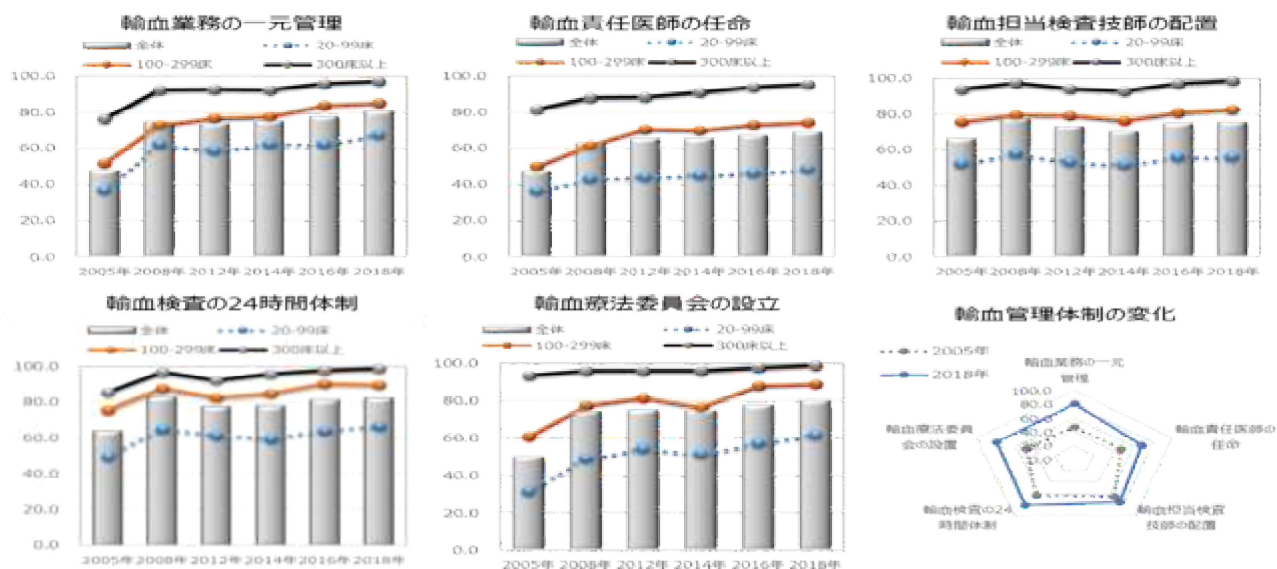 輸血業務の一元管理
全体 20-99床
100-299床 300床以上
100.0
80.0
60.0
40.0
20.0
0.0
2005年 2008年 2012年 2014年 2016年 2018年
輸血責任医師の任命
全体 20-99床
100-299床 300床以上
100.0
80.0
60.0
40.0
20.0
0.0
2005年 2008年 2012年 2014年 2016年 2018年
輸血担当検査技師の配置
全体 20-99床
100-299床 300床以上
100.0
80.0
60.0
40.0
20.0
0.0
2005年 2008年 2012年 2014年 2016年 2018年
輸血検査の24時間体制
全体 20-99床
100-299床 300床以上
100.0
80.0
60.0
40.0
20.0
0.0
2005年 2008年 2012年 2014年 2016年 2018年
輸血療法委員会の設立
全体 20-99床
100-299床 300床以上
100.0
80.0
60.0
40.0
20.0
0.0
2005年 2008年 2012年 2014年 2016年 2018年
輸血管理体制の変化
2005年
2018年
輸血業務の一元
管理
100.0
80.0
60.0
40.0
20.0
0.0
輸血責任医師の
任命
輸血担当検査
技師の配置
輸血検査の24
時間体制
輸血療法委員
会の設置